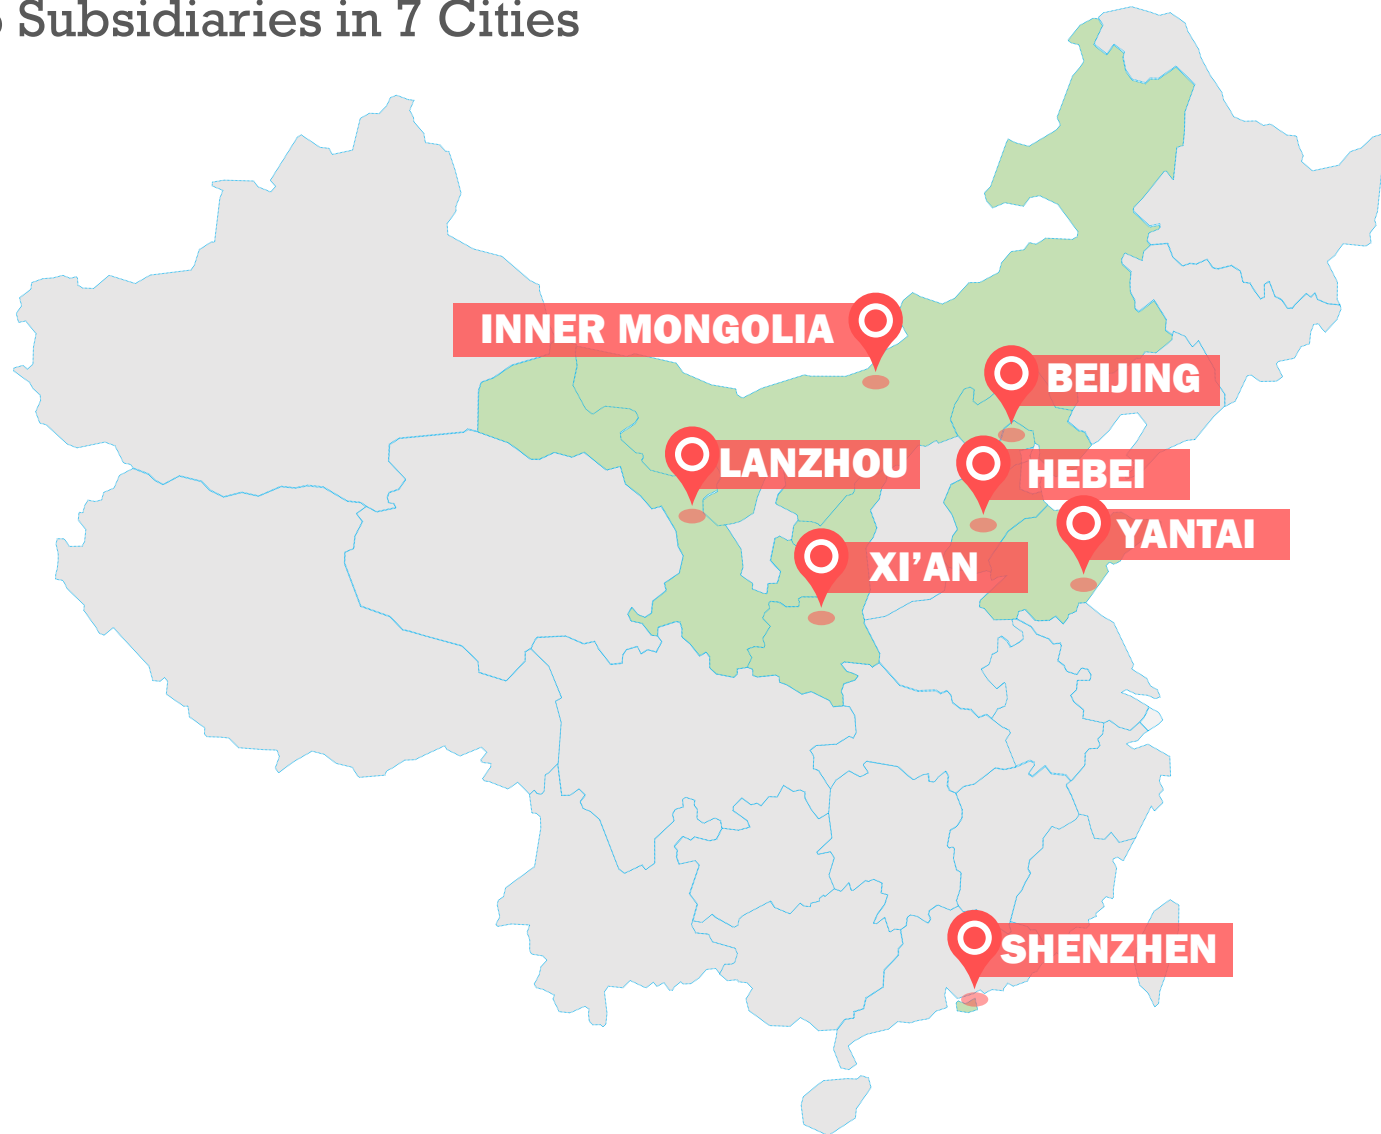 Subsidiaries in 7 Cities
INNER MONGOLIA
BEIJING
LANZHOU
HEBEI
YANTAI
XI’AN
SHENZHEN